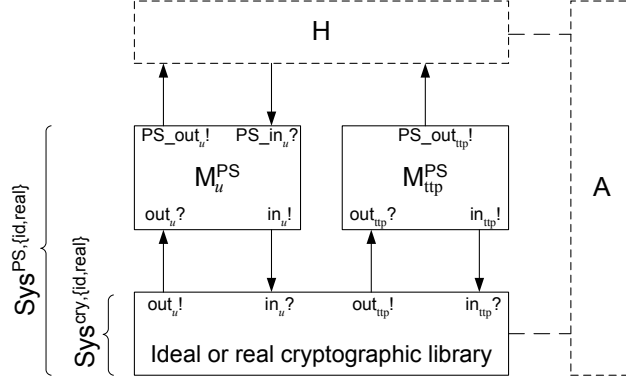 H
PS_out_u! PS_in_u? PS_out_ttp!
M_u^PS M_ttp^PS
A
out_u? in_u! out_ttp? in_ttp!
Sys^PS,{id,real}
Sys^cry,{id,real}
out_u! in_u? out_ttp! in_ttp?
Ideal or real cryptographic library